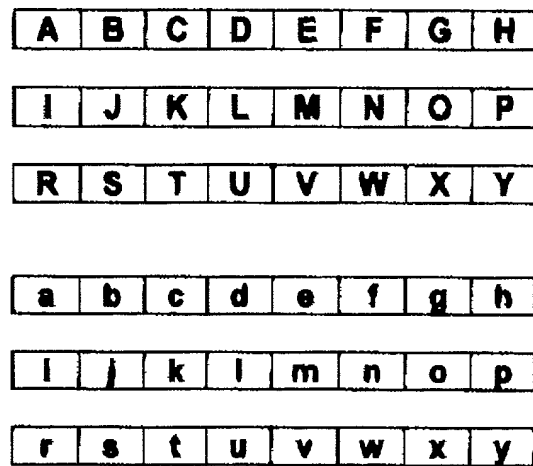 A B C D E F G H
I J K L M N O P
R S T U V W X Y
a b c d e f g h
i j k l m n o p
r s t u v w x y